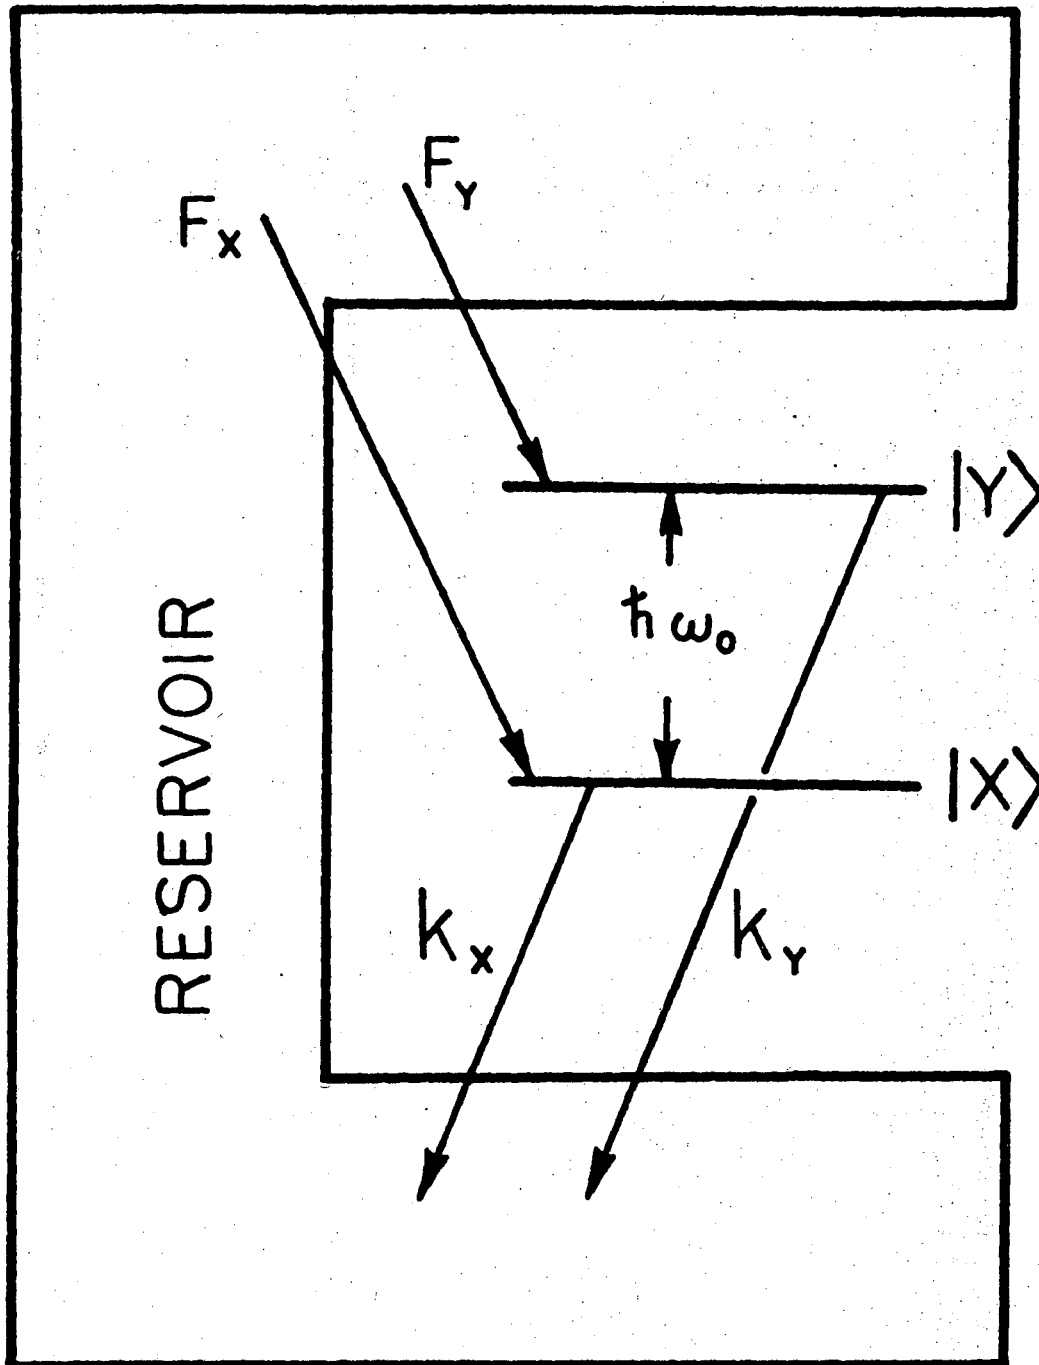 F_Y
F_X
|Y⟩
ħω₀
RESERVOIR
|X⟩
k_X
k_Y